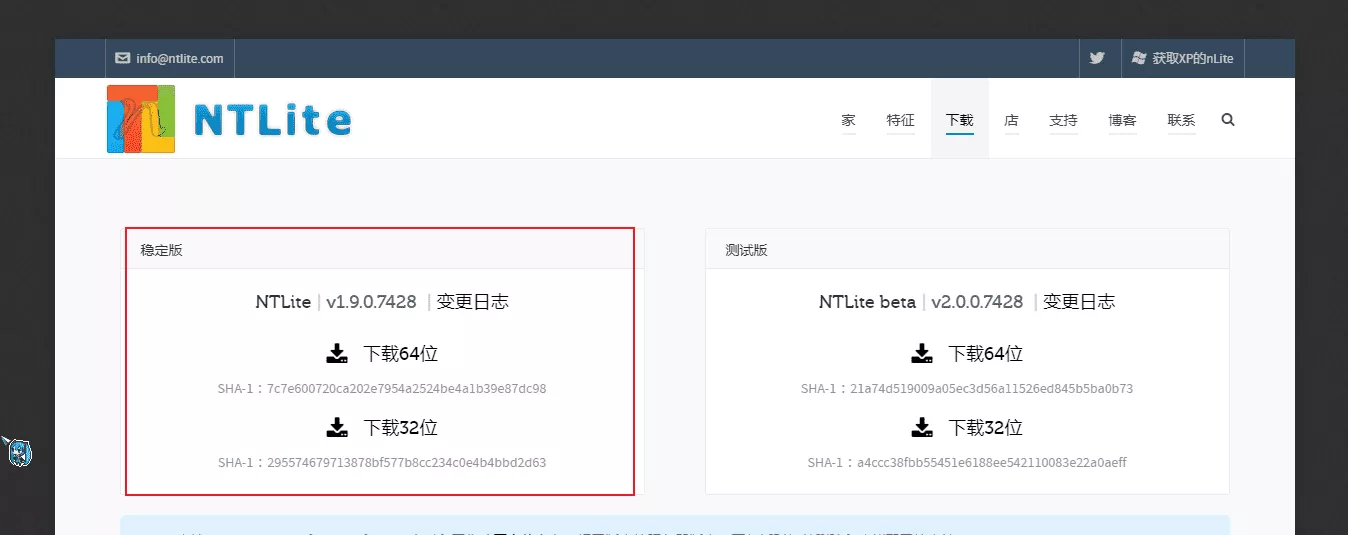 info@ntlite.com
获取XP的nLite
NTLite
家 特征 下载 店 支持 博客 联系
稳定版
NTLite | v1.9.0.7428 | 变更日志
下载64位
SHA-1：7c7e600720ca202e7954a2524be4a1b39e87dc98
下载32位
SHA-1：295574679713878bf577b8cc234c0e4b4bbd2d63
测试版
NTLite beta | v2.0.0.7428 | 变更日志
下载64位
SHA-1：21a74d519009a05ec3d56a11526ed845b5ba0b73
下载32位
SHA-1：a4ccc38fbb55451e6188ee542110083e22a0aeff